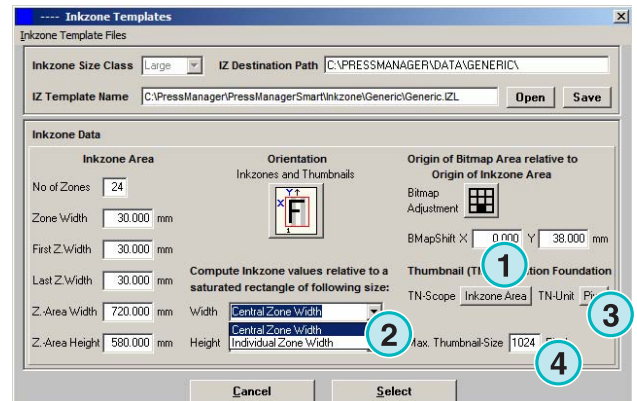 ---- Inkzone Templates
Inkzone Template Files
Inkzone Size Class Large IZ Destination Path C:\PRESSMANAGER\DATA\GENERIC\
IZ Template Name C:\PressManager\PressManagerSmart\Inkzone\Generic\Generic.IZL Open Save
Inkzone Data
Inkzone Area
No of Zones 24
Zone Width 30.000 mm
First Z.Width 30.000 mm
Last Z.Width 30.000 mm
Z.-Area Width 720.000 mm
Z.-Area Height 580.000 mm
Orientation
Inkzones and Thumbnails
Y
X
F
1
Compute Inkzone values relative to a
saturated rectangle of following size:
Width Central Zone Width
Central Zone Width
Height Individual Zone Width
2
Origin of Bitmap Area relative to
Origin of Inkzone Area
Bitmap
Adjustment
BMapShift X 0.000 Y 38.000 mm
1
Thumbnail Foundation
TN-Scope Inkzone Area TN-Unit
3
Max. Thumbnail-Size 1024
4
Cancel Select